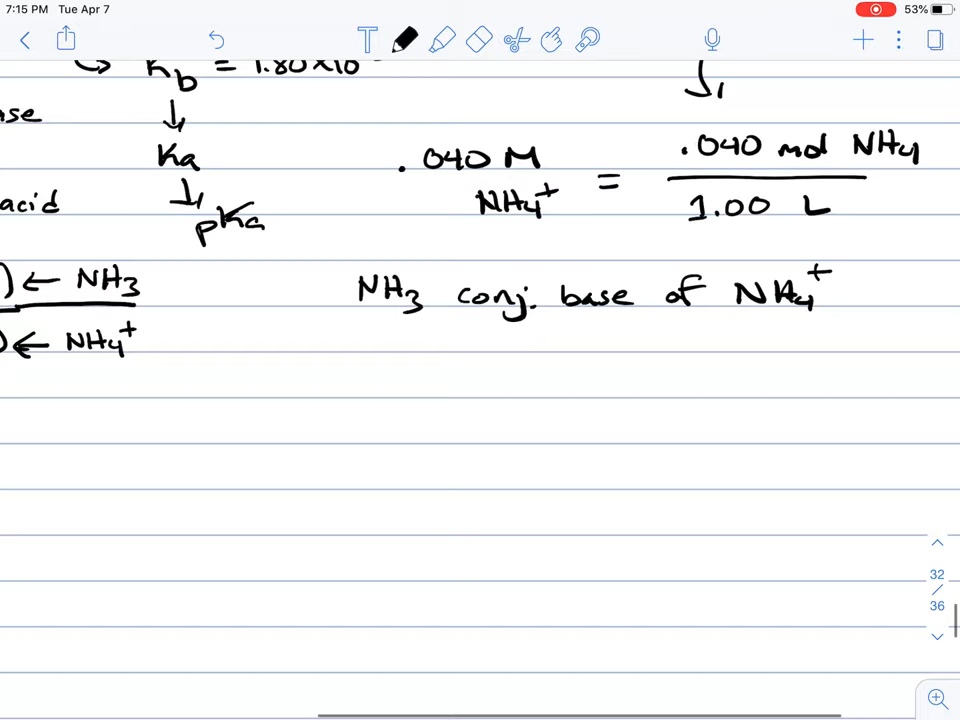 7:15 PM Tue Apr 7
53%
T
Kb = 1.80x10
Ka
pKa
acid
← NH3
← NH4+
.040 M NH4+ = .040 mol NH4 / 1.00 L
NH3 conj. base of NH4+
32
/
36